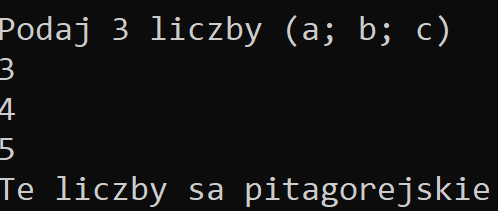 Podaj 3 liczby (a; b; c)
3
4
5
Te liczby sa pitagorejskie